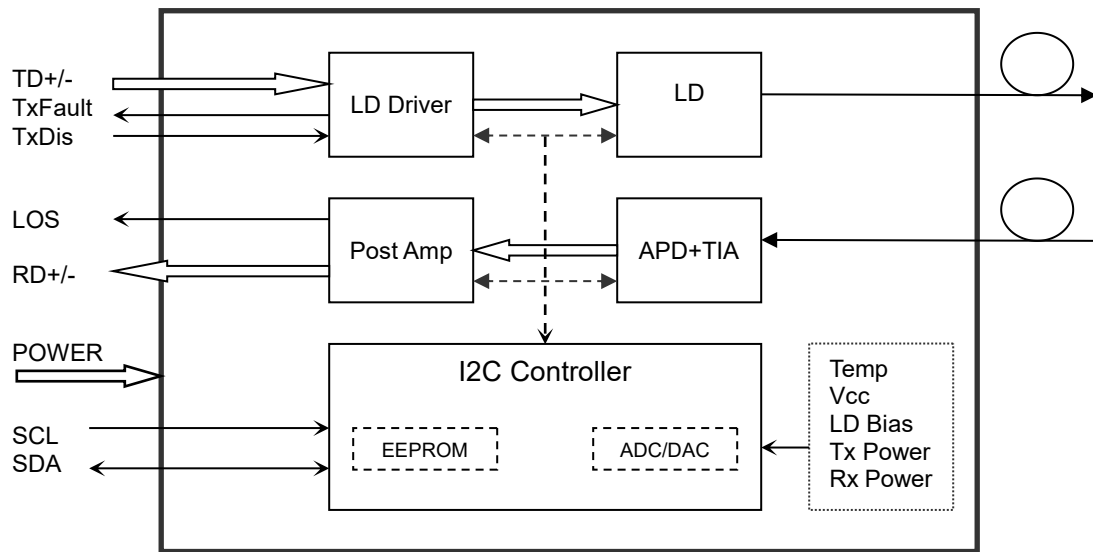 TD+/-
TxFault
TxDis
LD Driver
LD
LOS
RD+/-
Post Amp
APD+TIA
POWER
SCL
SDA
I2C Controller
EEPROM
ADC/DAC
Temp
Vcc
LD Bias
Tx Power
Rx Power